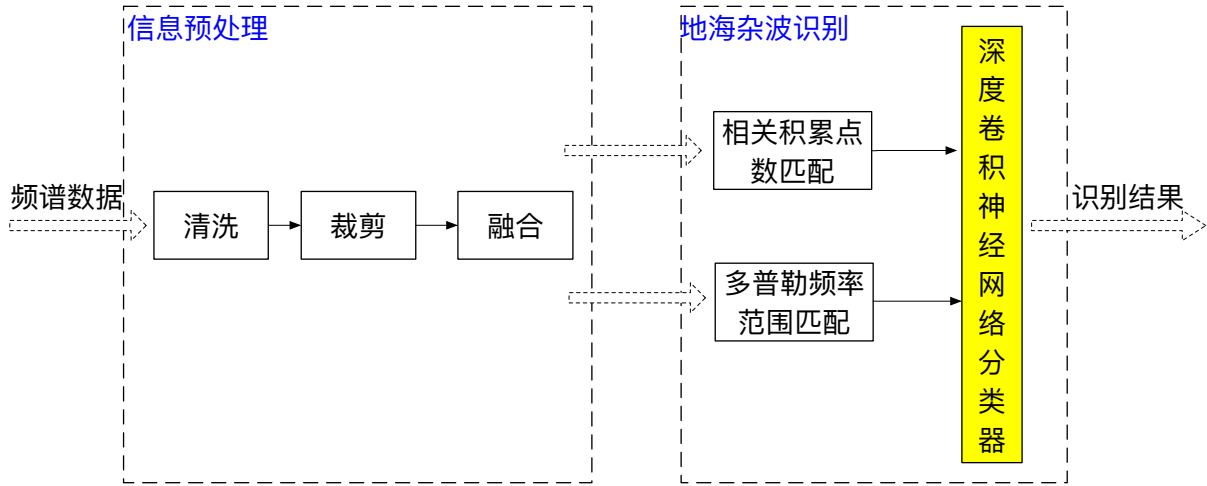 信息预处理
地海杂波识别
频谱数据
清洗
裁剪
融合
相关积累点
数匹配
多普勒频率
范围匹配
深
度
卷
积
神
经
网
络
分
类
器
识别结果